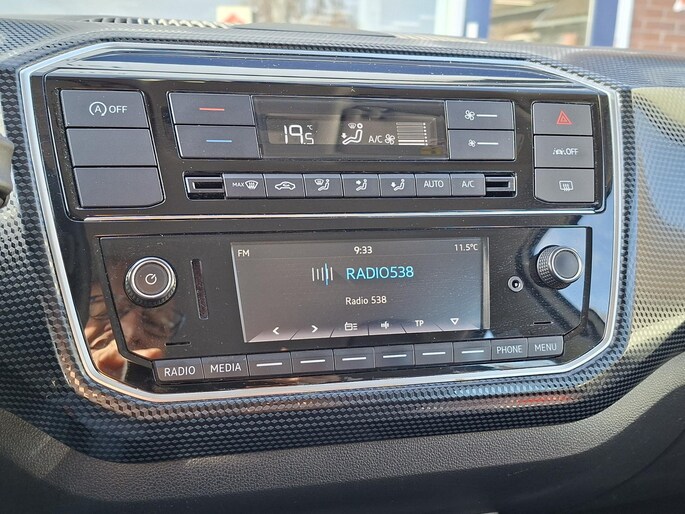 A OFF
19.5 °C A/C
OFF
MAX AUTO A/C
FM 9:33 11.5°C
RADIO538
Radio 538
TP
RADIO MEDIA PHONE MENU